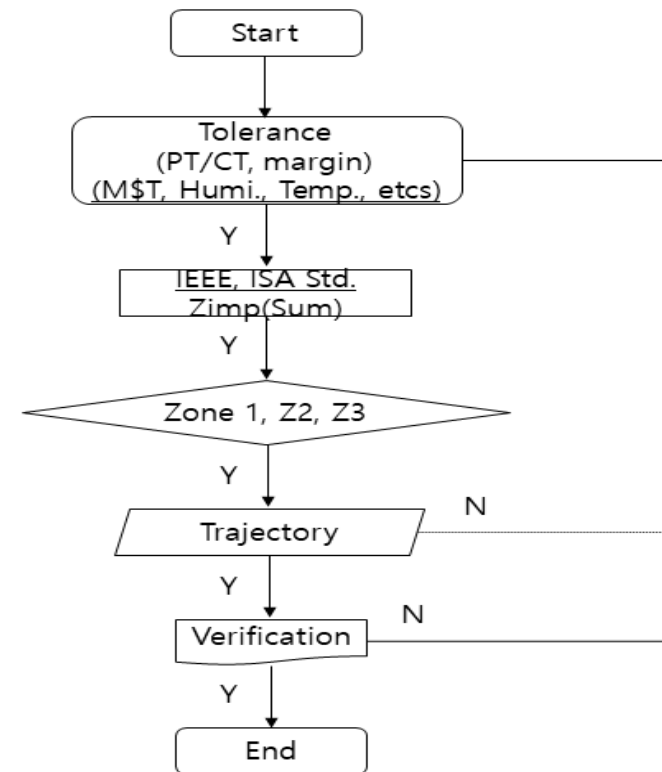 Start
Tolerance
(PT/CT, margin)
(M$T, Humi., Temp., etcs)
Y
IEEE, ISA Std.
Zimp(Sum)
Y
Zone 1, Z2, Z3
Y
N
Trajectory
Y
N
Verification
Y
End